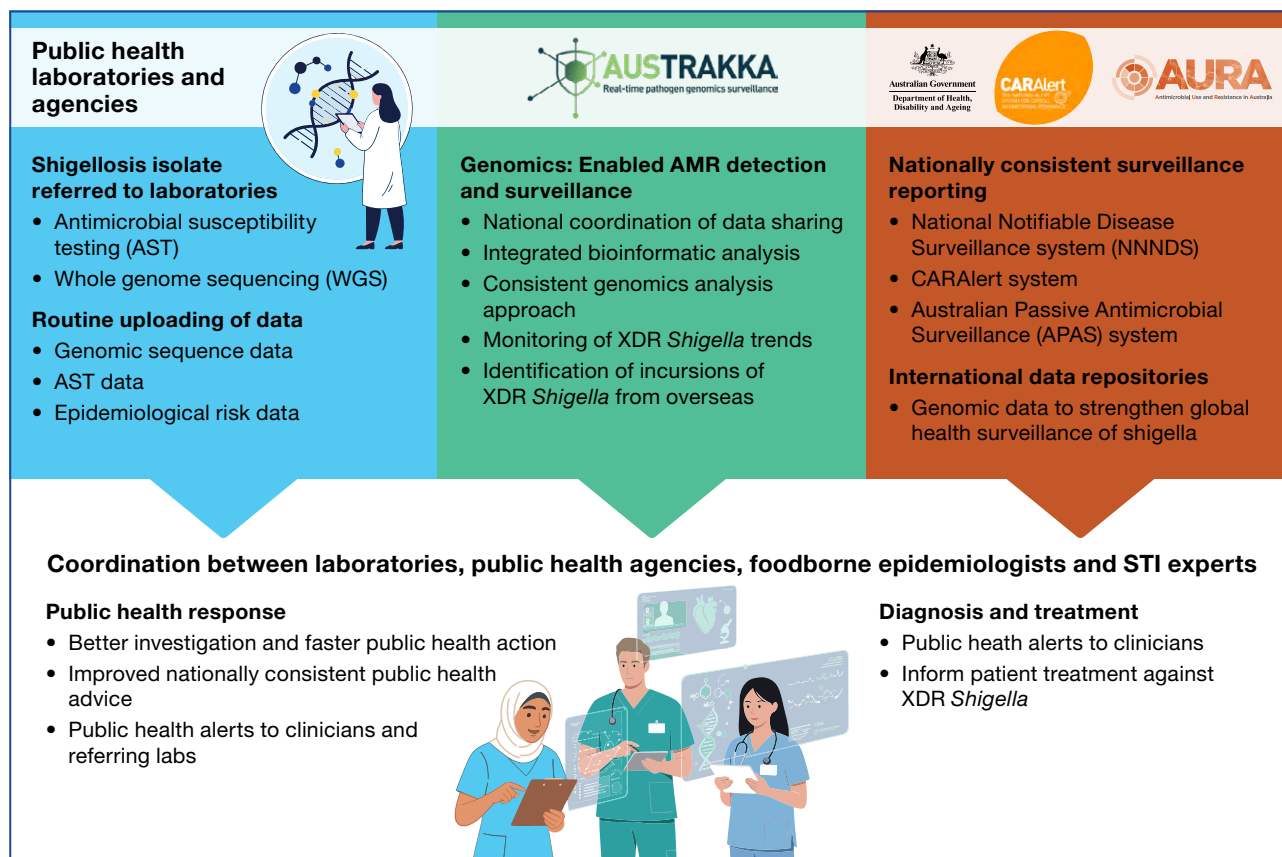 Public health
laboratories and
agencies
Shigellosis isolate
referred to laboratories
• Antimicrobial susceptibility
testing (AST)
• Whole genome sequencing (WGS)
Routine uploading of data
• Genomic sequence data
• AST data
• Epidemiological risk data
AUSTRAKKA
Real-time pathogen genomics surveillance
Genomics: Enabled AMR detection
and surveillance
• National coordination of data sharing
• Integrated bioinformatic analysis
• Consistent genomics analysis
approach
• Monitoring of XDR Shigella trends
• Identification of incursions of
XDR Shigella from overseas
Australian Government
Department of Health,
Disability and Ageing
CARAlert
AURA
Antimicrobial Use and Resistance in Australia
Nationally consistent surveillance
reporting
• National Notifiable Disease
Surveillance system (NNNDS)
• CARAlert system
• Australian Passive Antimicrobial
Surveillance (APAS) system
International data repositories
• Genomic data to strengthen global
health surveillance of shigella
Coordination between laboratories, public health agencies, foodborne epidemiologists and STI experts
Public health response
• Better investigation and faster public health action
• Improved nationally consistent public health
advice
• Public health alerts to clinicians and
referring labs
Diagnosis and treatment
• Public heath alerts to clinicians
• Inform patient treatment against
XDR Shigella